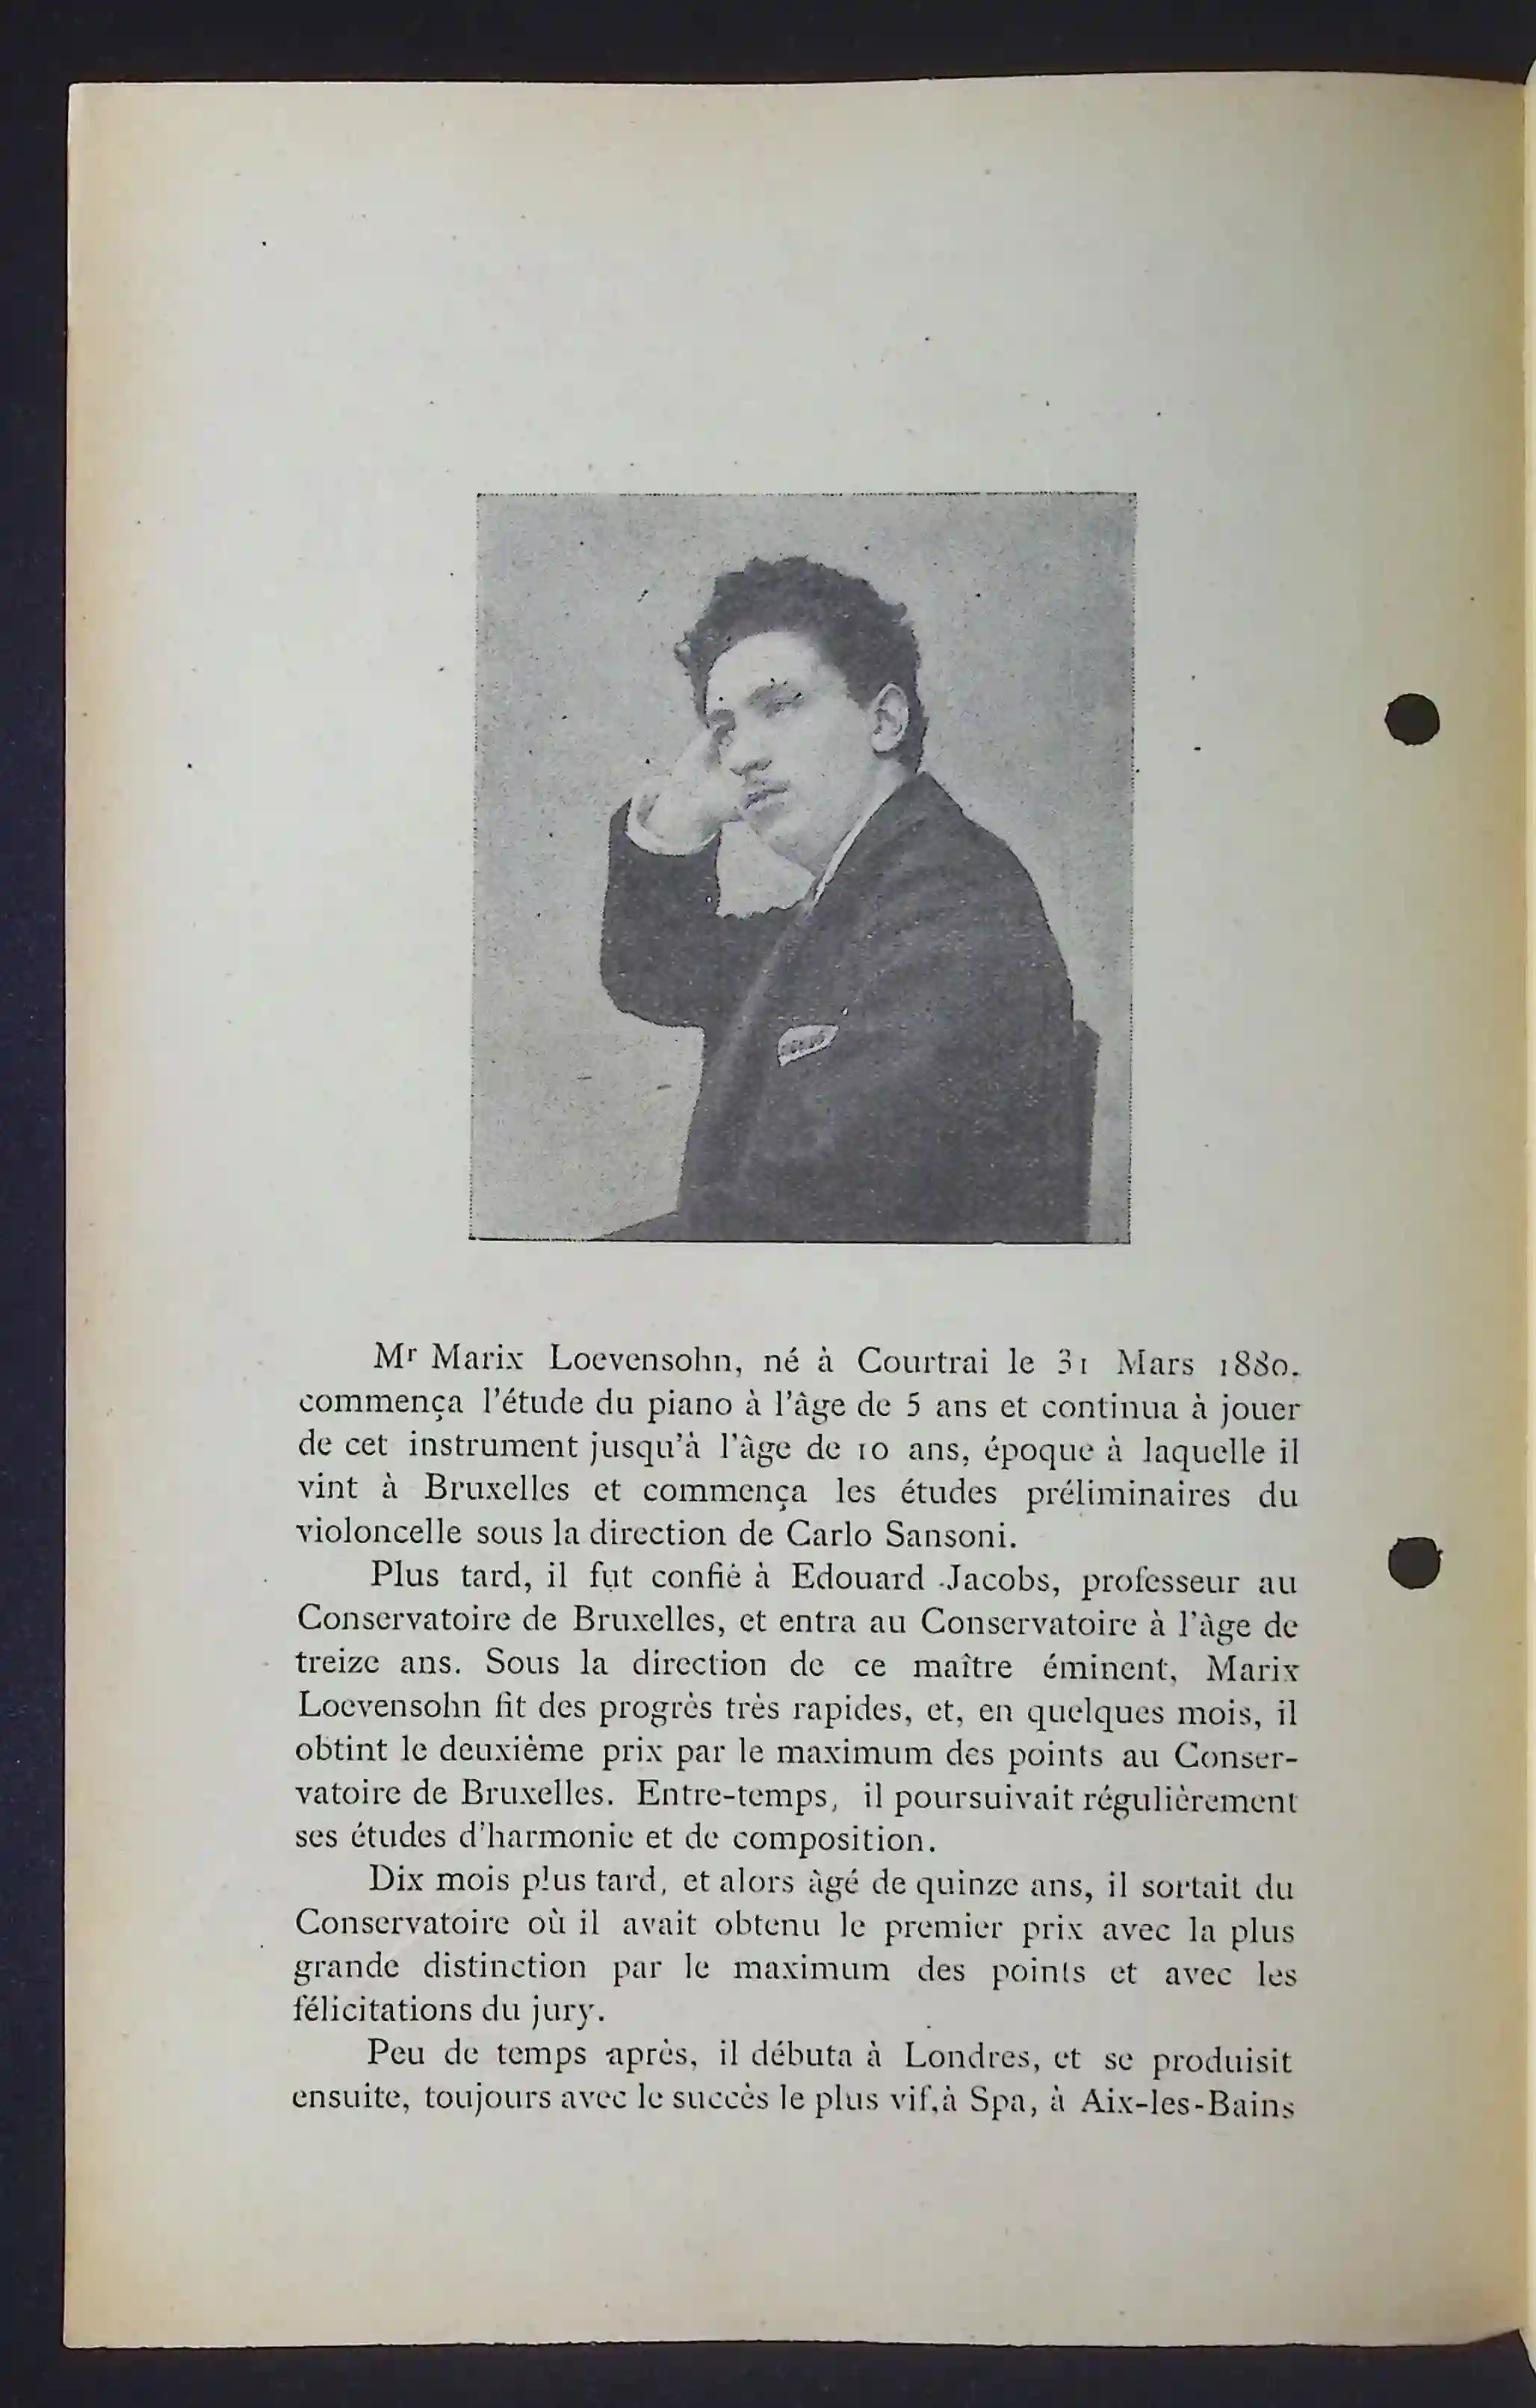 Mr Marix Loevensohn, né à Courtrai le 31 Mars 1880.
commença l'étude du piano à l'âge de 5 ans et continua à jouer
de cet instrument jusqu'à l'âge de 10 ans, époque à laquelle il
vint à Bruxelles et commença les études préliminaires du
violoncelle sous la direction de Carlo Sansoni.
Plus tard, il fut confié à Edouard Jacobs, professeur au
Conservatoire de Bruxelles, et entra au Conservatoire à l'âge de
treize ans. Sous la direction de ce maître éminent, Marix
Loevensohn fit des progrès très rapides, et, en quelques mois, il
obtint le deuxième prix par le maximum des points au Conser-
vatoire de Bruxelles. Entre-temps, il poursuivait régulièrement
ses études d'harmonie et de composition.
Dix mois plus tard, et alors âgé de quinze ans, il sortait du
Conservatoire où il avait obtenu le premier prix avec la plus
grande distinction par le maximum des points et avec les
félicitations du jury.
Peu de temps après, il débuta à Londres, et se produisit
ensuite, toujours avec le succès le plus vif, à Spa, à Aix-les-Bains